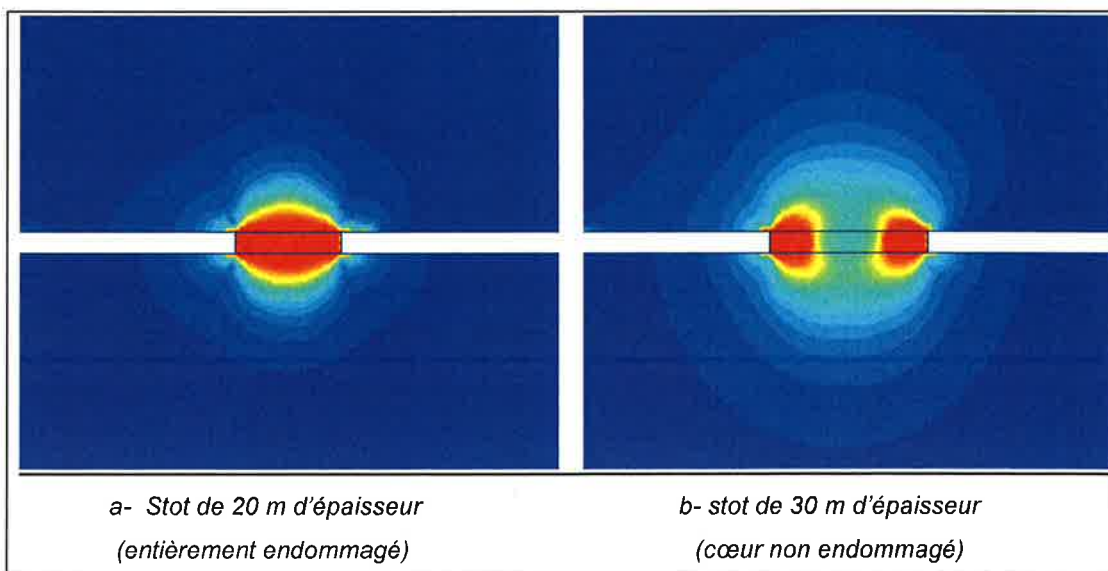 a- Stot de 20 m d'épaisseur
(entièrement endommagé)
b- stot de 30 m d'épaisseur
(cœur non endommagé)